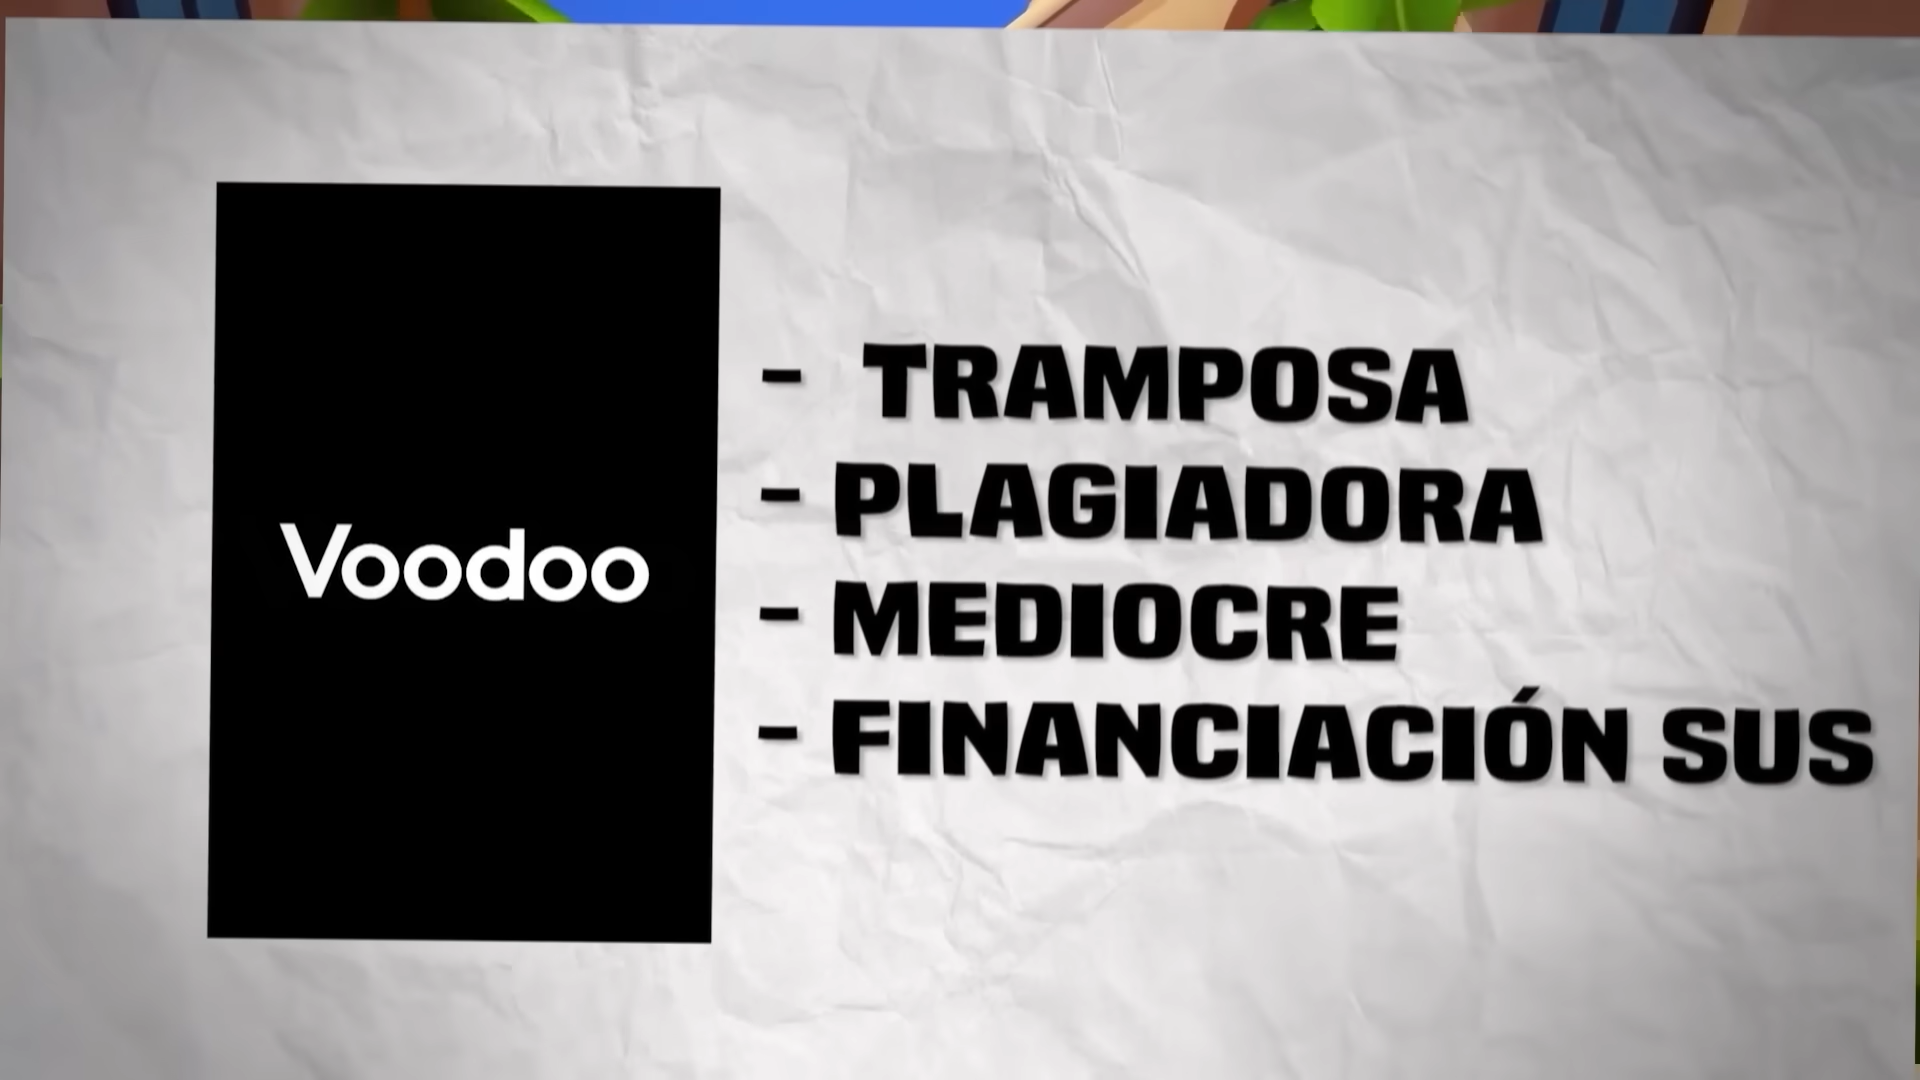 Voodoo
- TRAMPOSA
- PLAGIADORA
- MEDIOCRE
- FINANCIACIÓN SUS